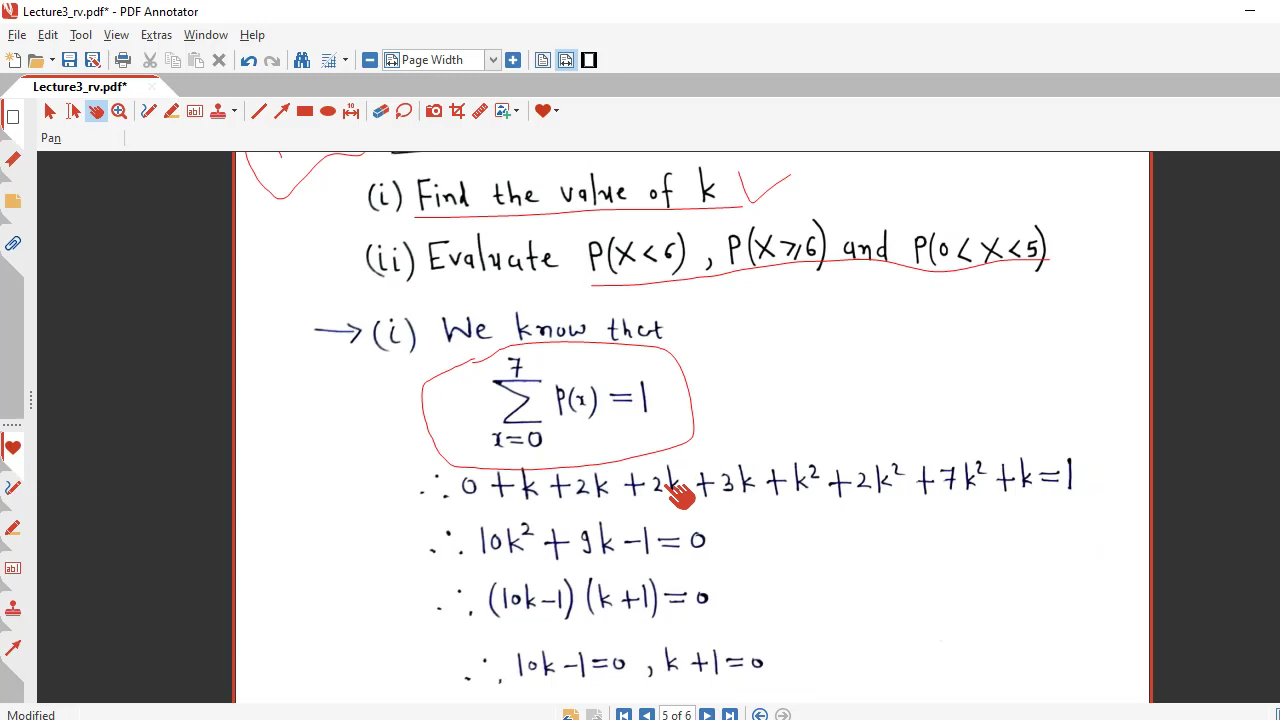 Lecture3_rv.pdf* - PDF Annotator
File Edit Tool View Extras Window Help
Page Width
Lecture3_rv.pdf*
10
ab|
Pan
(i) Find the value of k
(ii) Evaluate P(X<6), P(X⩾6) and P(0<X<5)
→(i) We know that
7
∑ P(x) = 1
x=0
∴ 0 + k + 2k + 2k + 3k + k² + 2k² + 7k² + k = 1
∴ 10k² + 9k - 1 = 0
∴ (10k-1) (k+1) = 0
∴ 10k-1=0, k+1=0
ab|
Modified
5 of 6